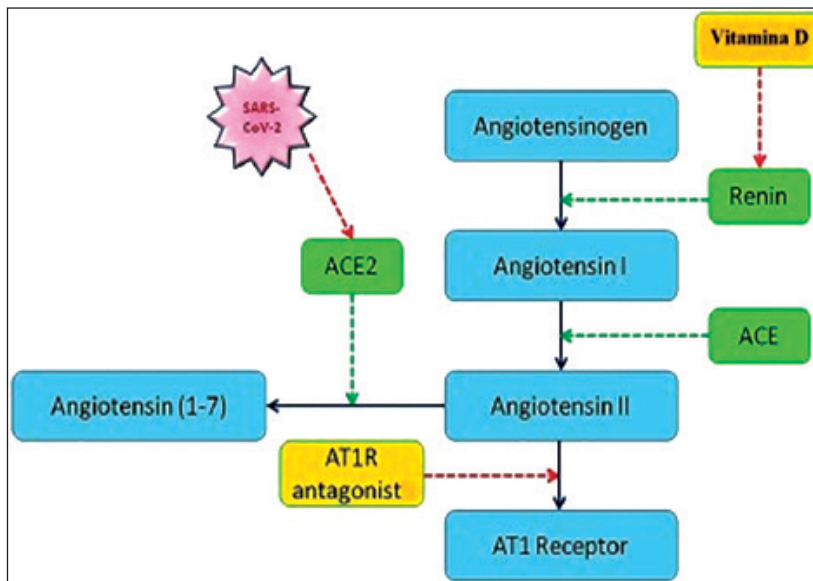 Vitamina D
SARS-
CoV-2
Angiotensinogen
Renin
ACE2
Angiotensin I
ACE
Angiotensin (1-7)
Angiotensin II
AT1R
antagonist
AT1 Receptor